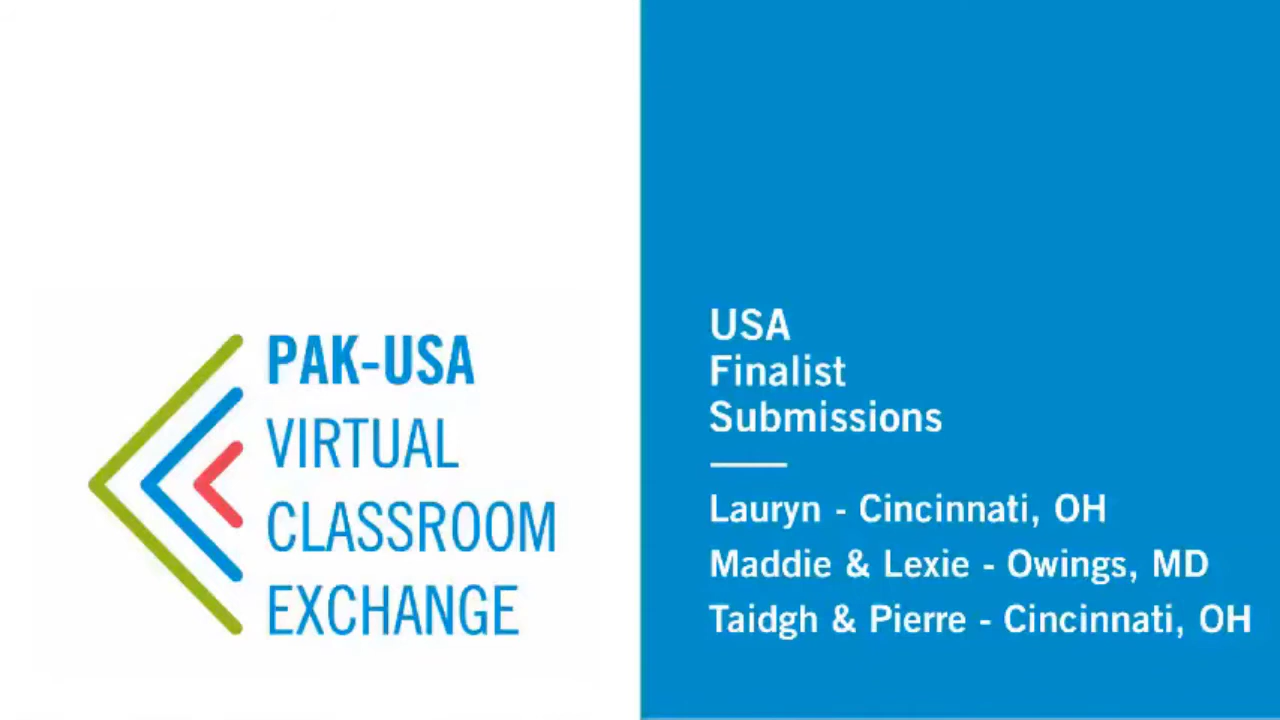 PAK-USA
VIRTUAL
CLASSROOM
EXCHANGE
USA
Finalist
Submissions
Lauryn - Cincinnati, OH
Maddie & Lexie - Owings, MD
Taidgh & Pierre - Cincinnati, OH